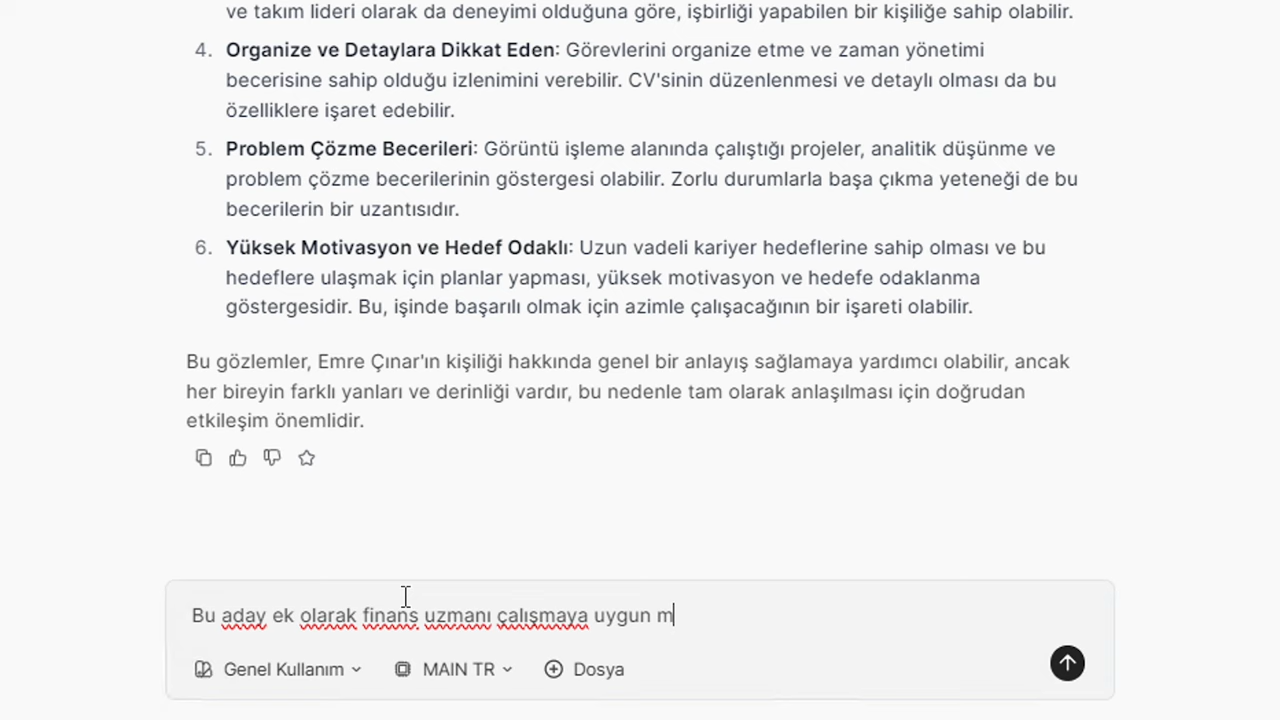 ve takım lideri olarak da deneyimi olduğuna göre, işbirliği yapabilen bir kişiliğe sahip olabilir.
4. Organize ve Detaylara Dikkat Eden: Görevlerini organize etme ve zaman yönetimi
becerisine sahip olduğu izlenimini verebilir. CV'sinin düzenlenmesi ve detaylı olması da bu
özelliklere işaret edebilir.
5. Problem Çözme Becerileri: Görüntü işleme alanında çalıştığı projeler, analitik düşünme ve
problem çözme becerilerinin göstergesi olabilir. Zorlu durumlarla başa çıkma yeteneği de bu
becerilerin bir uzantısıdır.
6. Yüksek Motivasyon ve Hedef Odaklı: Uzun vadeli kariyer hedeflerine sahip olması ve bu
hedeflere ulaşmak için planlar yapması, yüksek motivasyon ve hedefe odaklanma
göstergesidir. Bu, işinde başarılı olmak için azimle çalışacağının bir işareti olabilir.
Bu gözlemler, Emre Çınar'ın kişiliği hakkında genel bir anlayış sağlamaya yardımcı olabilir, ancak
her bireyin farklı yanları ve derinliği vardır, bu nedenle tam olarak anlaşılması için doğrudan
etkileşim önemlidir.
Bu aday ek olarak finans uzmanı çalışmaya uygun m
Genel Kullanım MAIN TR Dosya